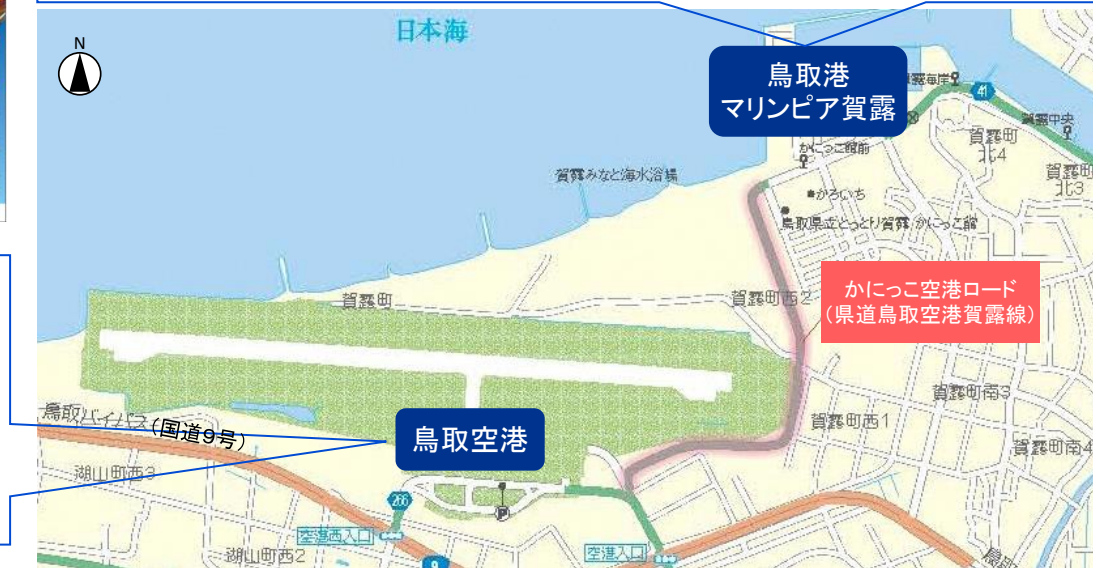 日本海
N
鳥取港
マリンピア賀露
賀露海岸
41
賀露中央
賀露町
北4
賀露町
北3
かにっこ館前
賀露みなと海水浴場
かろいち
鳥取県立とっとり賀露かにっこ館
かにっこ空港ロード
(県道鳥取空港賀露線)
賀露町
賀露町西2
賀露町南3
賀露町西1
賀露町南4
鳥取バイパス(国道9号)
鳥取空港
湖山町西3
266
P
空港西入口
空港入口
湖山町西2
9
鳥取